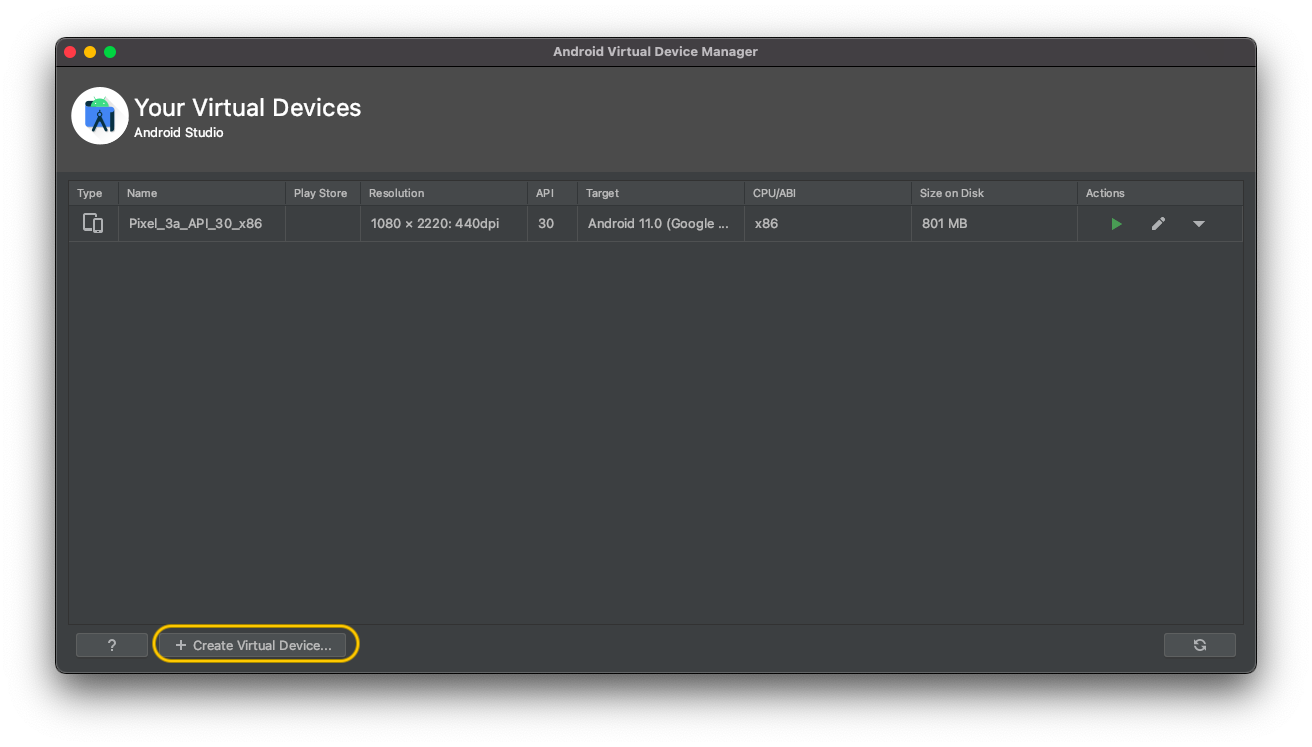 Android Virtual Device Manager
Your Virtual Devices
Android Studio
Type Name Play Store Resolution API Target CPU/ABI Size on Disk Actions
Pixel_3a_API_30_x86 1080 × 2220: 440dpi 30 Android 11.0 (Google ... x86 801 MB
? + Create Virtual Device...